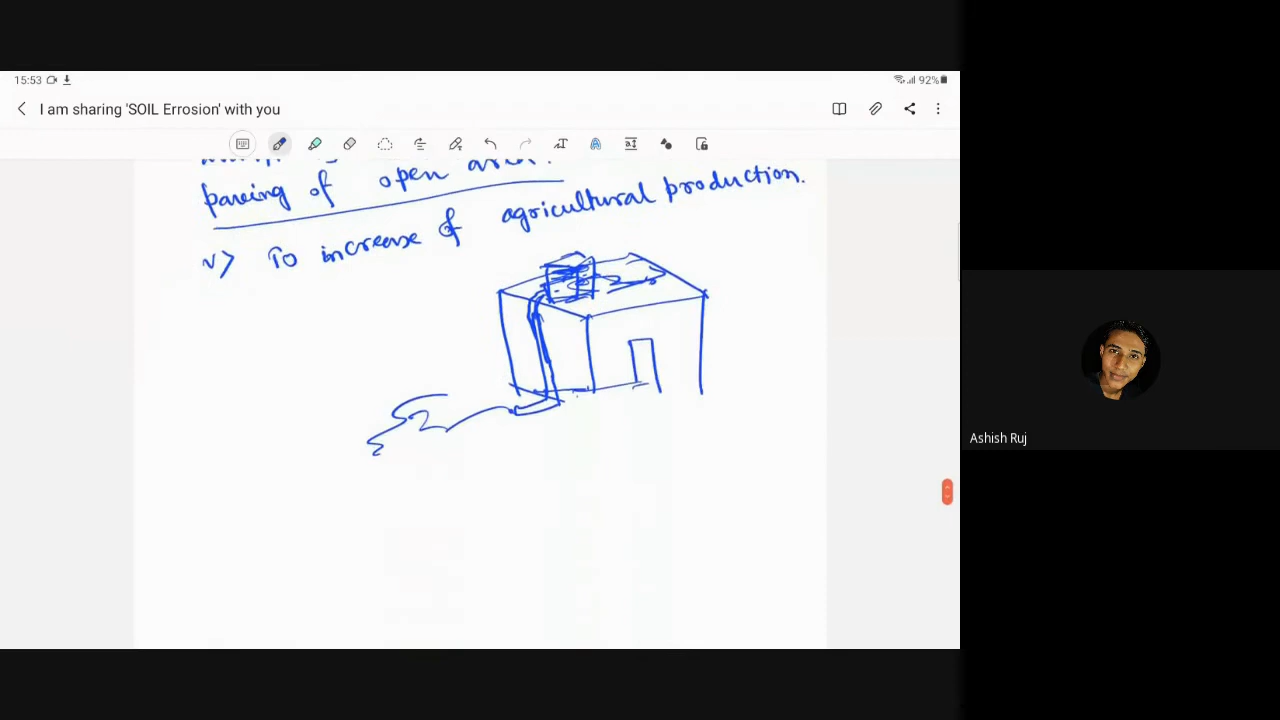 15:53
92%
I am sharing 'SOIL Errosion' with you
open area.
paving of
v> To increase of agricultural production.
Ashish Ruj